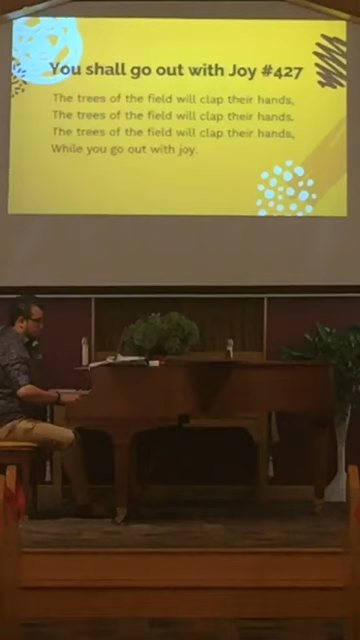 You shall go out with Joy #427
The trees of the field will clap their hands,
The trees of the field will clap their hands,
The trees of the field will clap their hands,
While you go out with joy.